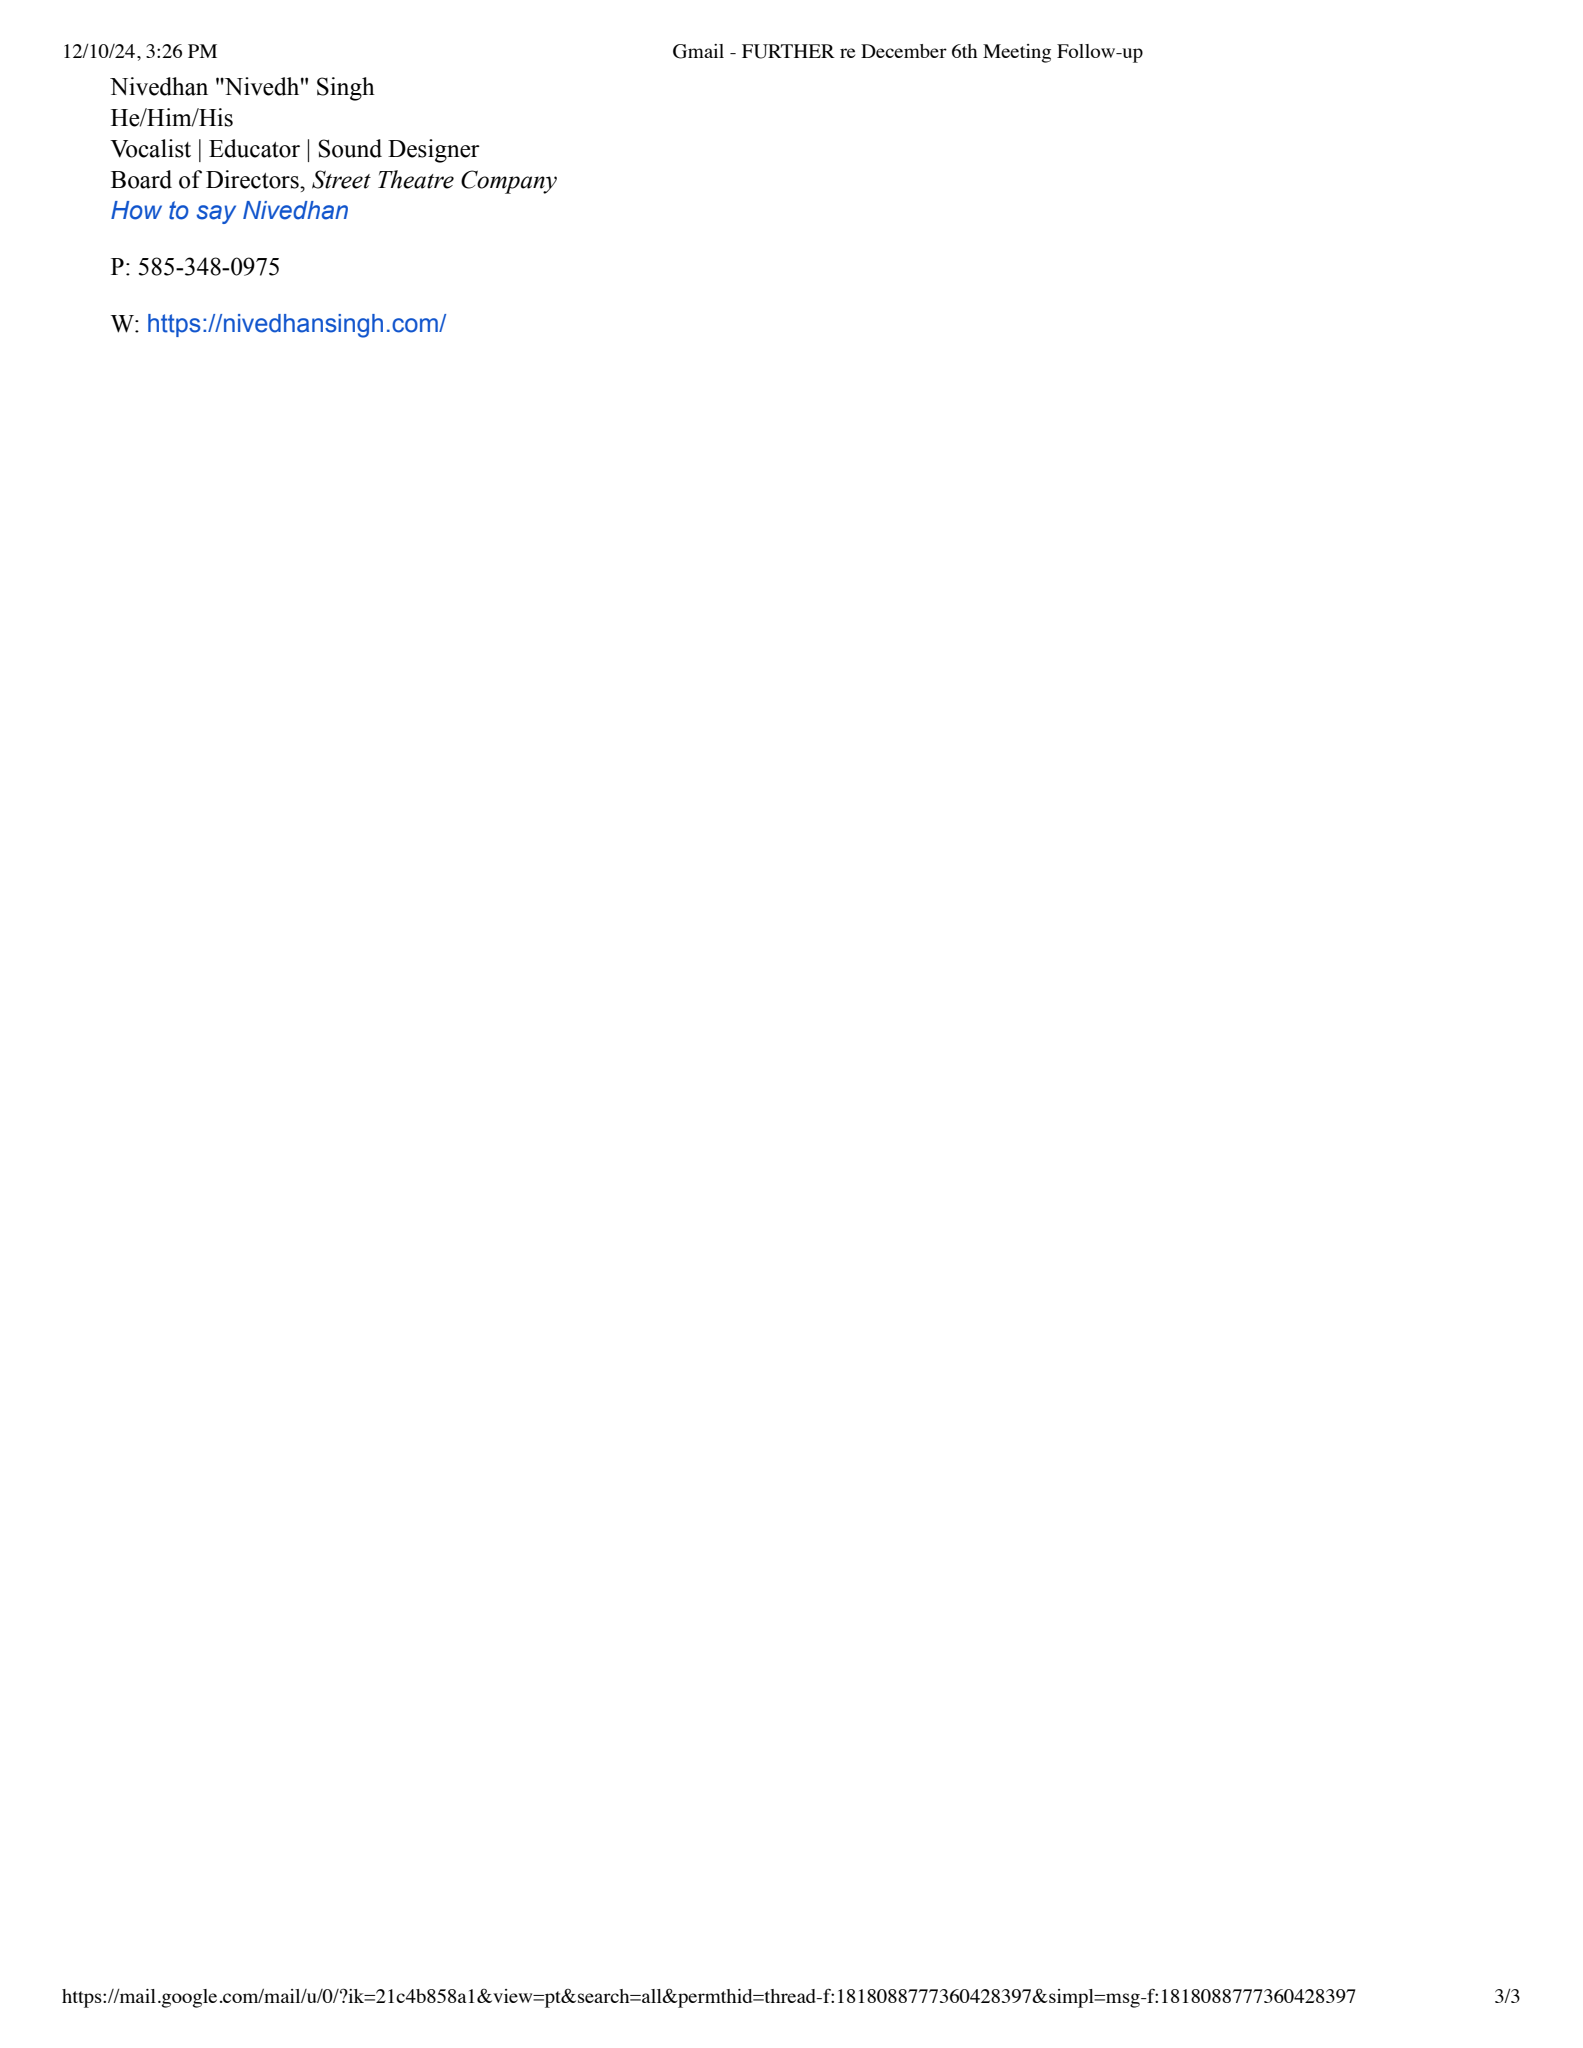 12/10/24, 3:26 PM
Gmail - FURTHER re December 6th Meeting Follow-up
Nivedhan "Nivedh" Singh
He/Him/His
Vocalist | Educator | Sound Designer
Board of Directors, Street Theatre Company
How to say Nivedhan
P: 585-348-0975
W: https://nivedhansingh.com/
https://mail.google.com/mail/u/0/?ik=21c4b858a1&view=pt&search=all&permthid=thread-f:1818088777360428397&simpl=msg-f:1818088777360428397
3/3